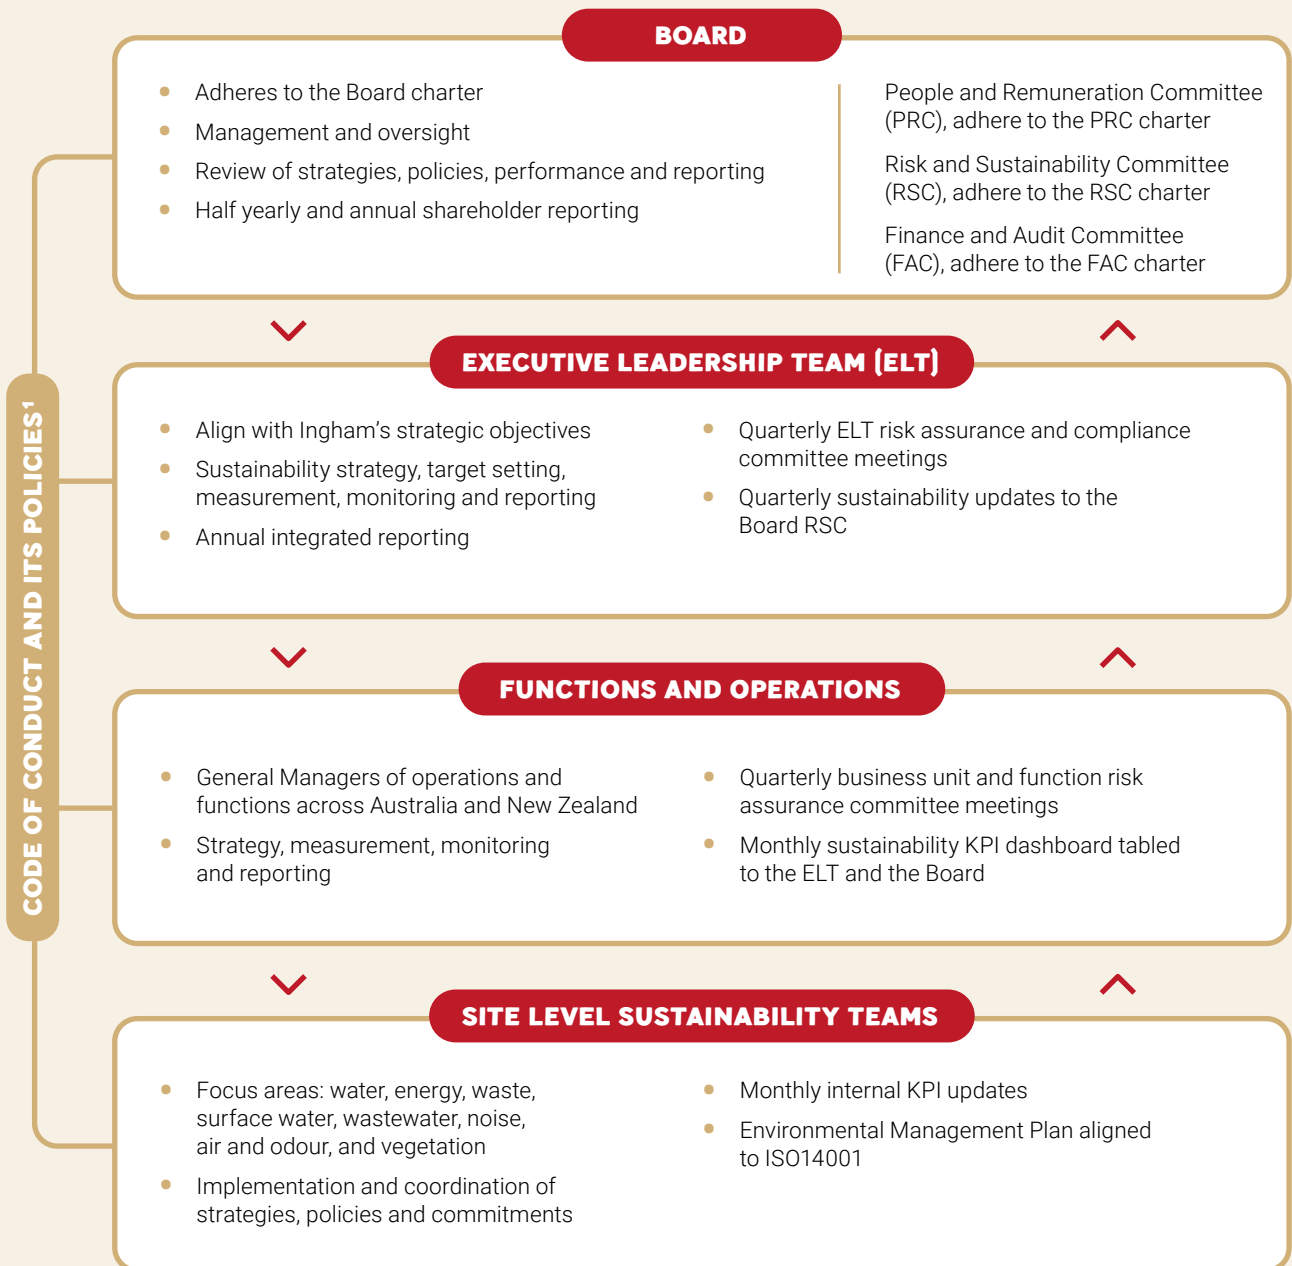 BOARD
Adheres to the Board charter
Management and oversight
Review of strategies, policies, performance and reporting
Half yearly and annual shareholder reporting
People and Remuneration Committee
(PRC), adhere to the PRC charter
Risk and Sustainability Committee
(RSC), adhere to the RSC charter
Finance and Audit Committee
(FAC), adhere to the FAC charter
CODE OF CONDUCT AND ITS POLICIES¹
EXECUTIVE LEADERSHIP TEAM (ELT)
Align with Ingham's strategic objectives
Sustainability strategy, target setting,
measurement, monitoring and reporting
Annual integrated reporting
Quarterly ELT risk assurance and compliance
committee meetings
Quarterly sustainability updates to the
Board RSC
FUNCTIONS AND OPERATIONS
General Managers of operations and
functions across Australia and New Zealand
Strategy, measurement, monitoring
and reporting
Quarterly business unit and function risk
assurance committee meetings
Monthly sustainability KPI dashboard tabled
to the ELT and the Board
SITE LEVEL SUSTAINABILITY TEAMS
Focus areas: water, energy, waste,
surface water, wastewater, noise,
air and odour, and vegetation
Implementation and coordination of
strategies, policies and commitments
Monthly internal KPI updates
Environmental Management Plan aligned
to ISO14001